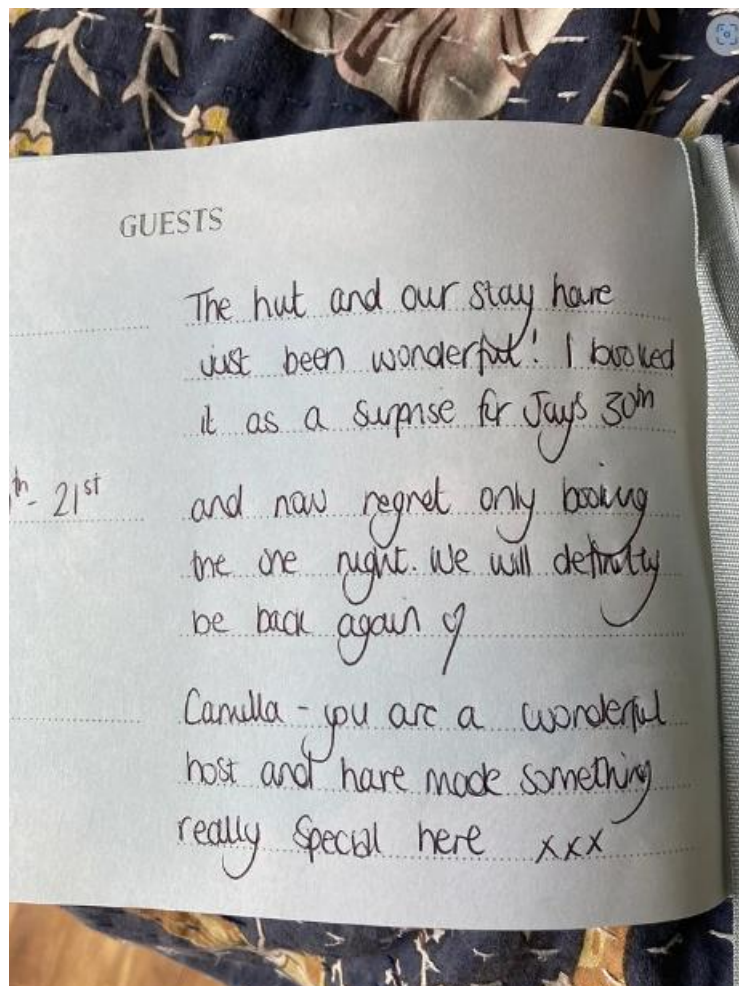 GUESTS
The hut and our stay have
just been wonderful! I booked
it as a surprise for Jay's 30th
th - 21st
and now regret only booking
the one night. We will definitly
be back again ♡
Camilla - you are a wonderful
host and have made something
really special here xxx